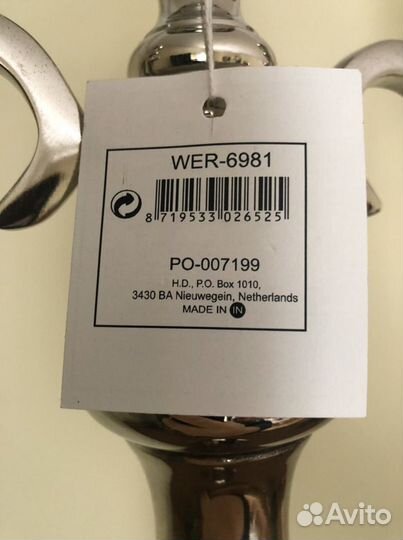 WER-6981
8 719533 026525
PO-007199
H.D., P.O. Box 1010,
3430 BA Nieuwegein, Netherlands
MADE IN IN
Avito